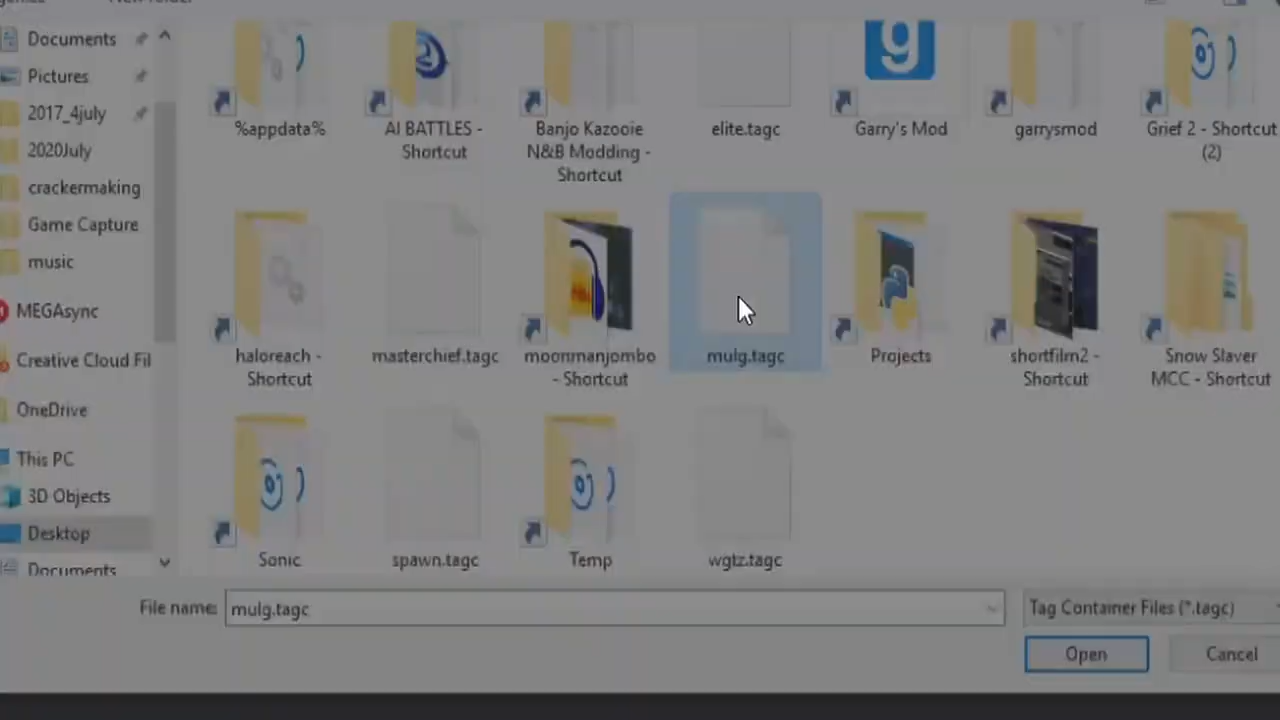 New folder
Documents
Pictures
2017_4july
2020July
crackermaking
Game Capture
music
MEGAsync
Creative Cloud Fil
OneDrive
This PC
3D Objects
Desktop
Documents
%appdata%
AI BATTLES -
Shortcut
Banjo Kazooie
N&B Modding -
Shortcut
elite.tagc
Garry's Mod
garrysmod
Grief 2 - Shortcut
(2)
haloreach -
Shortcut
masterchief.tagc
moonmanjombo
- Shortcut
mulg.tagc
Projects
shortfilm2 -
Shortcut
Snow Slaver
MCC - Shortcut
Sonic
spawn.tagc
Temp
wgtz.tagc
File name:
mulg.tagc
Tag Container Files (*.tagc)
Open
Cancel